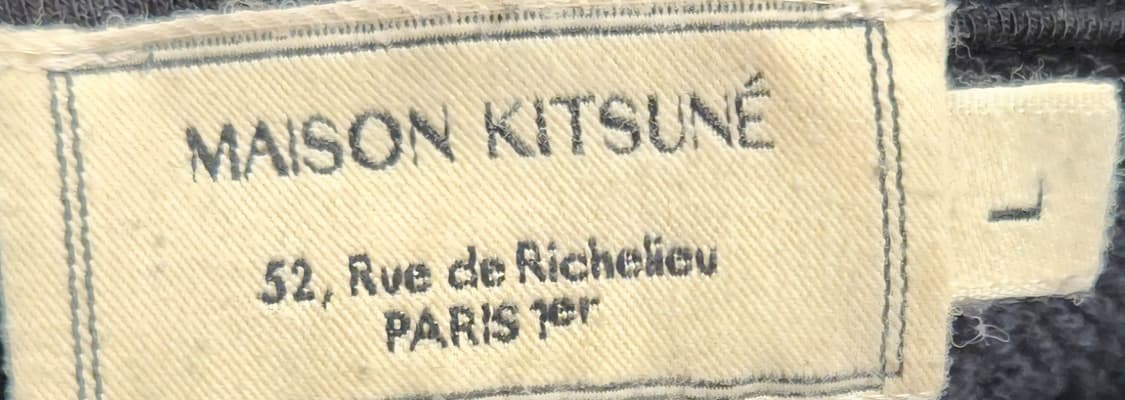 MAISON KITSUNÉ
52, Rue de Richelieu
PARIS 1er
L